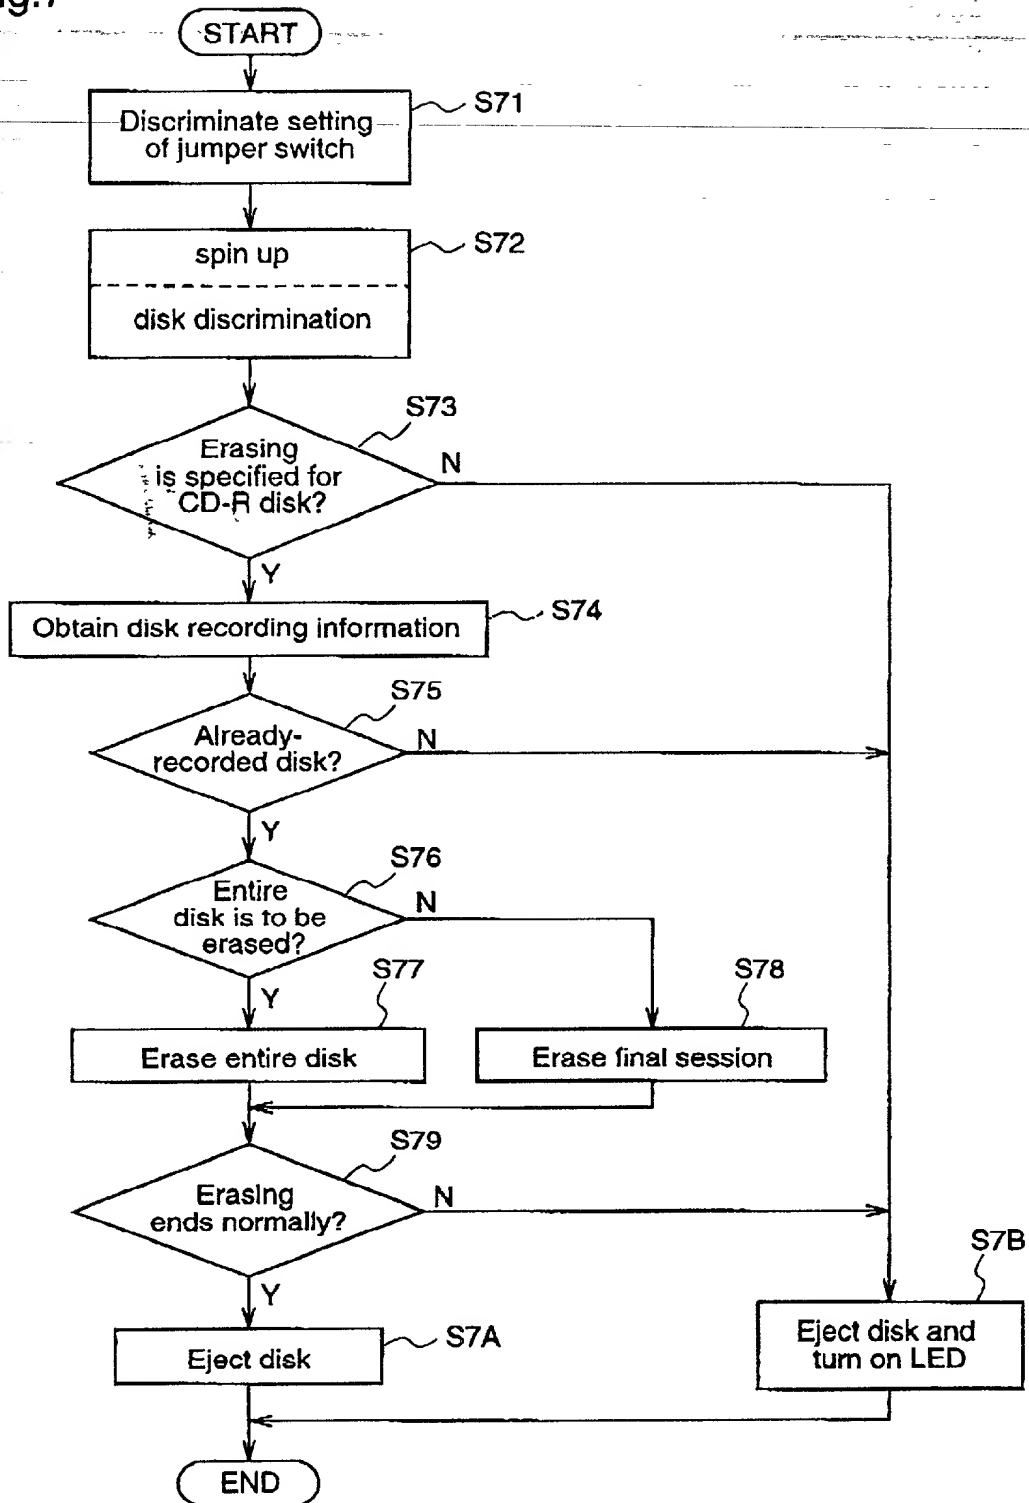 START
S71
Discriminate setting
of jumper switch
S72
spin up
disk discrimination
S73
Erasing
is specified for
CD-R disk?
N
Y
S74
Obtain disk recording information
S75
Already-
recorded disk?
N
Y
S76
Entire
disk is to be
erased?
N
Y
S77
S78
Erase entire disk
Erase final session
S79
Erasing
ends normally?
N
Y
S7B
S7A
Eject disk
Eject disk and
turn on LED
END